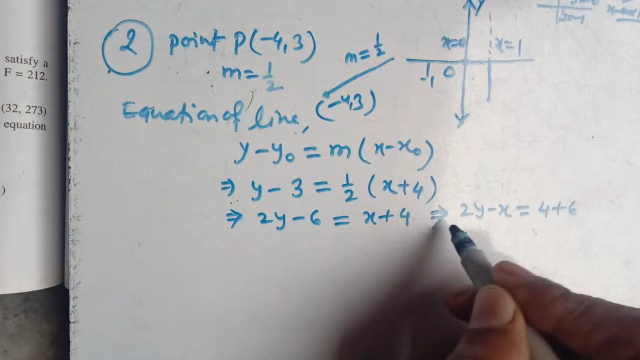 satisfy a
F = 212.
(32, 273)
equation
)
② point P(-4, 3)
m = 1/2
m = 1/2
(-4, 3)
Equation of line,
y - y₀ = m (x - x₀)
⇒ y - 3 = 1/2 (x + 4)
⇒ 2y - 6 = x + 4 ⇒ 2y - x = 4 + 6
x=0
x=1
0